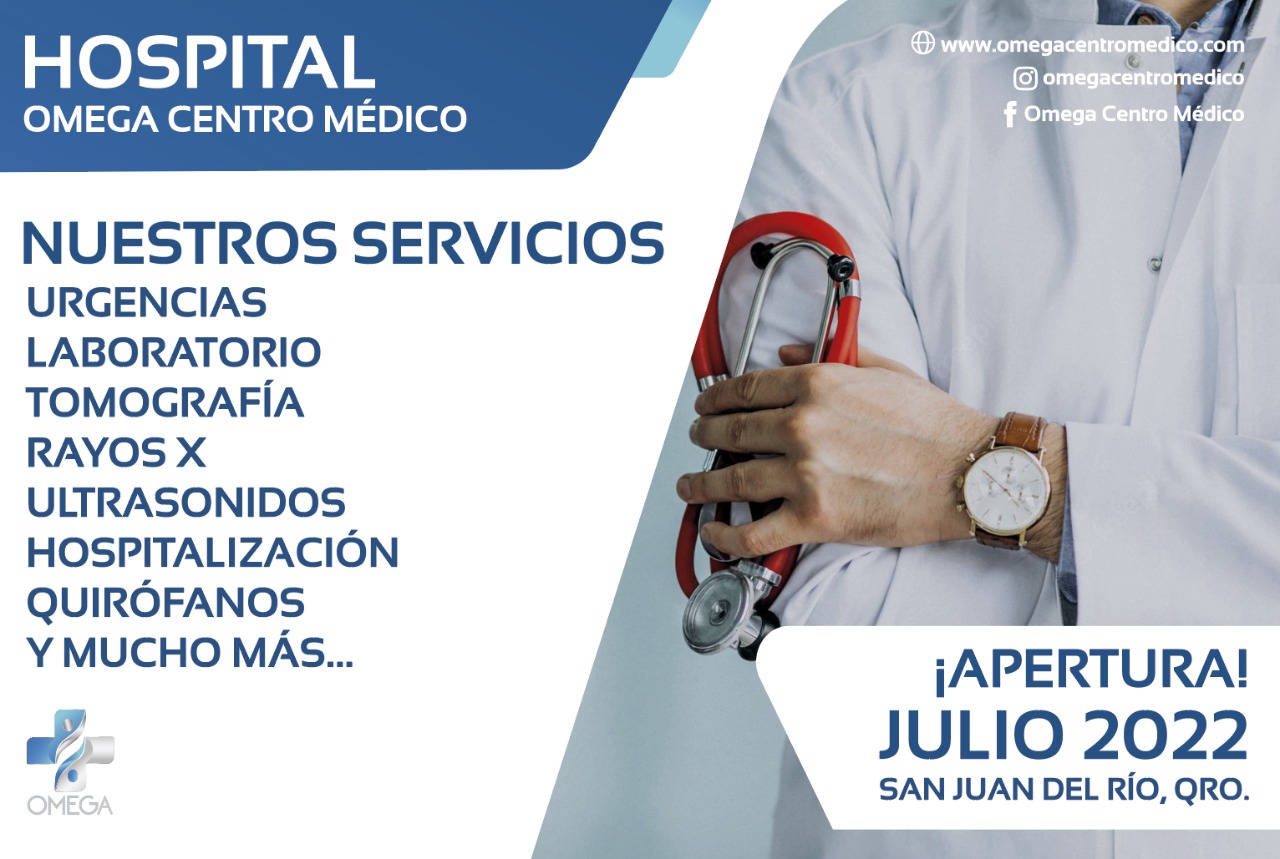 HOSPITAL
OMEGA CENTRO MÉDICO
www.omegacentromedico.com
omegacentromedico
Omega Centro Médico
NUESTROS SERVICIOS
URGENCIAS
LABORATORIO
TOMOGRAFÍA
RAYOS X
ULTRASONIDOS
HOSPITALIZACIÓN
QUIRÓFANOS
Y MUCHO MÁS...
OMEGA
¡APERTURA!
JULIO 2022
SAN JUAN DEL RÍO, QRO.